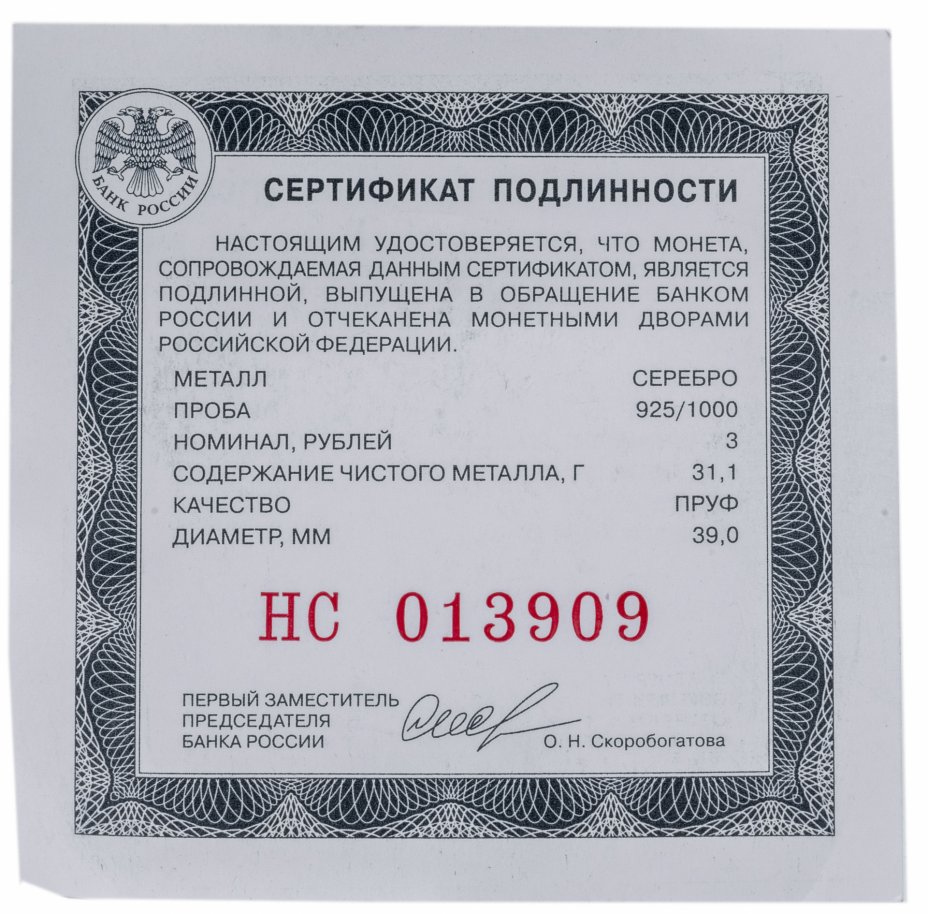 БАНК РОССИИ
СЕРТИФИКАТ ПОДЛИННОСТИ
НАСТОЯЩИМ УДОСТОВЕРЯЕТСЯ, ЧТО МОНЕТА,
СОПРОВОЖДАЕМАЯ ДАННЫМ СЕРТИФИКАТОМ, ЯВЛЯЕТСЯ
ПОДЛИННОЙ, ВЫПУЩЕНА В ОБРАЩЕНИЕ БАНКОМ
РОССИИ И ОТЧЕКАНЕНА МОНЕТНЫМИ ДВОРАМИ
РОССИЙСКОЙ ФЕДЕРАЦИИ.
МЕТАЛЛ СЕРЕБРО
ПРОБА 925/1000
НОМИНАЛ, РУБЛЕЙ 3
СОДЕРЖАНИЕ ЧИСТОГО МЕТАЛЛА, Г 31,1
КАЧЕСТВО ПРУФ
ДИАМЕТР, ММ 39,0
НС 013909
ПЕРВЫЙ ЗАМЕСТИТЕЛЬ
ПРЕДСЕДАТЕЛЯ
БАНКА РОССИИ О. Н. Скоробогатова